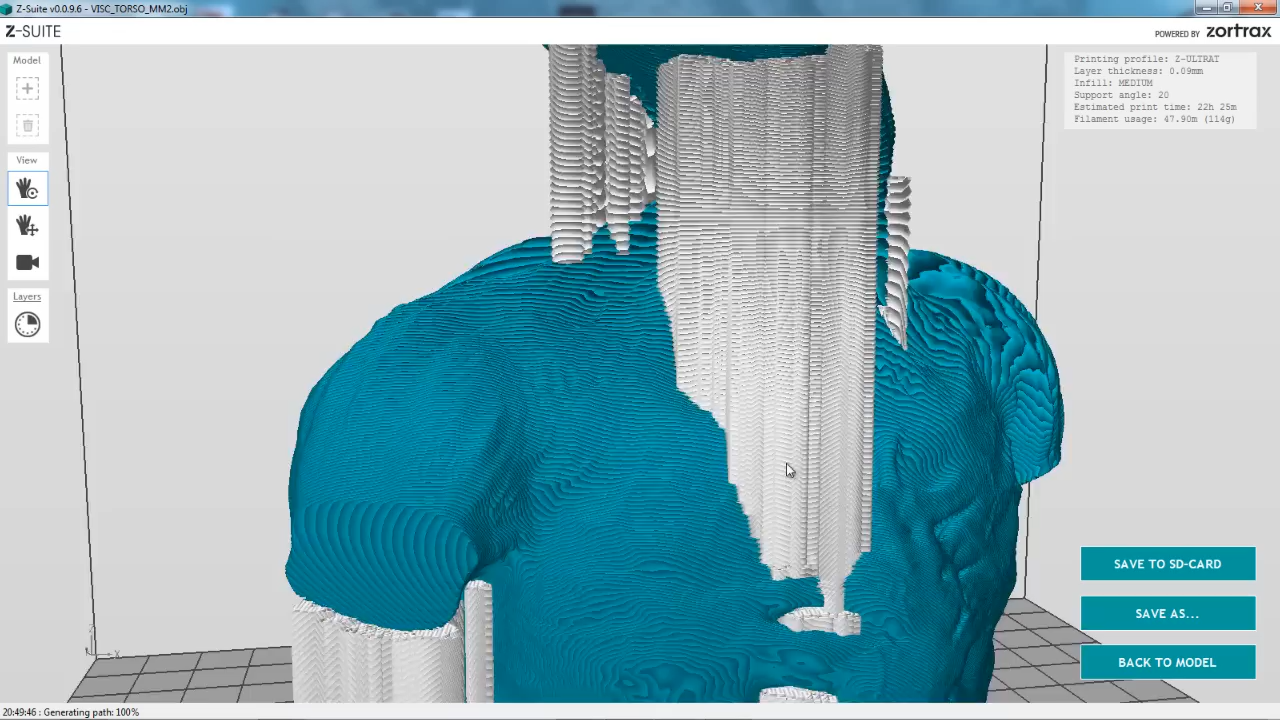 Z-Suite v0.0.9.6 - VISC_TORSO_MM2.obj
Z-SUITE
POWERED BY zortrax
Model
View
Layers
Printing profile: Z-ULTRAT
Layer thickness: 0.09mm
Infill: MEDIUM
Support angle: 20
Estimated print time: 22h 25m
Filament usage: 47.90m (114g)
SAVE TO SD-CARD
SAVE AS...
BACK TO MODEL
X
20:49:46 : Generating path: 100%